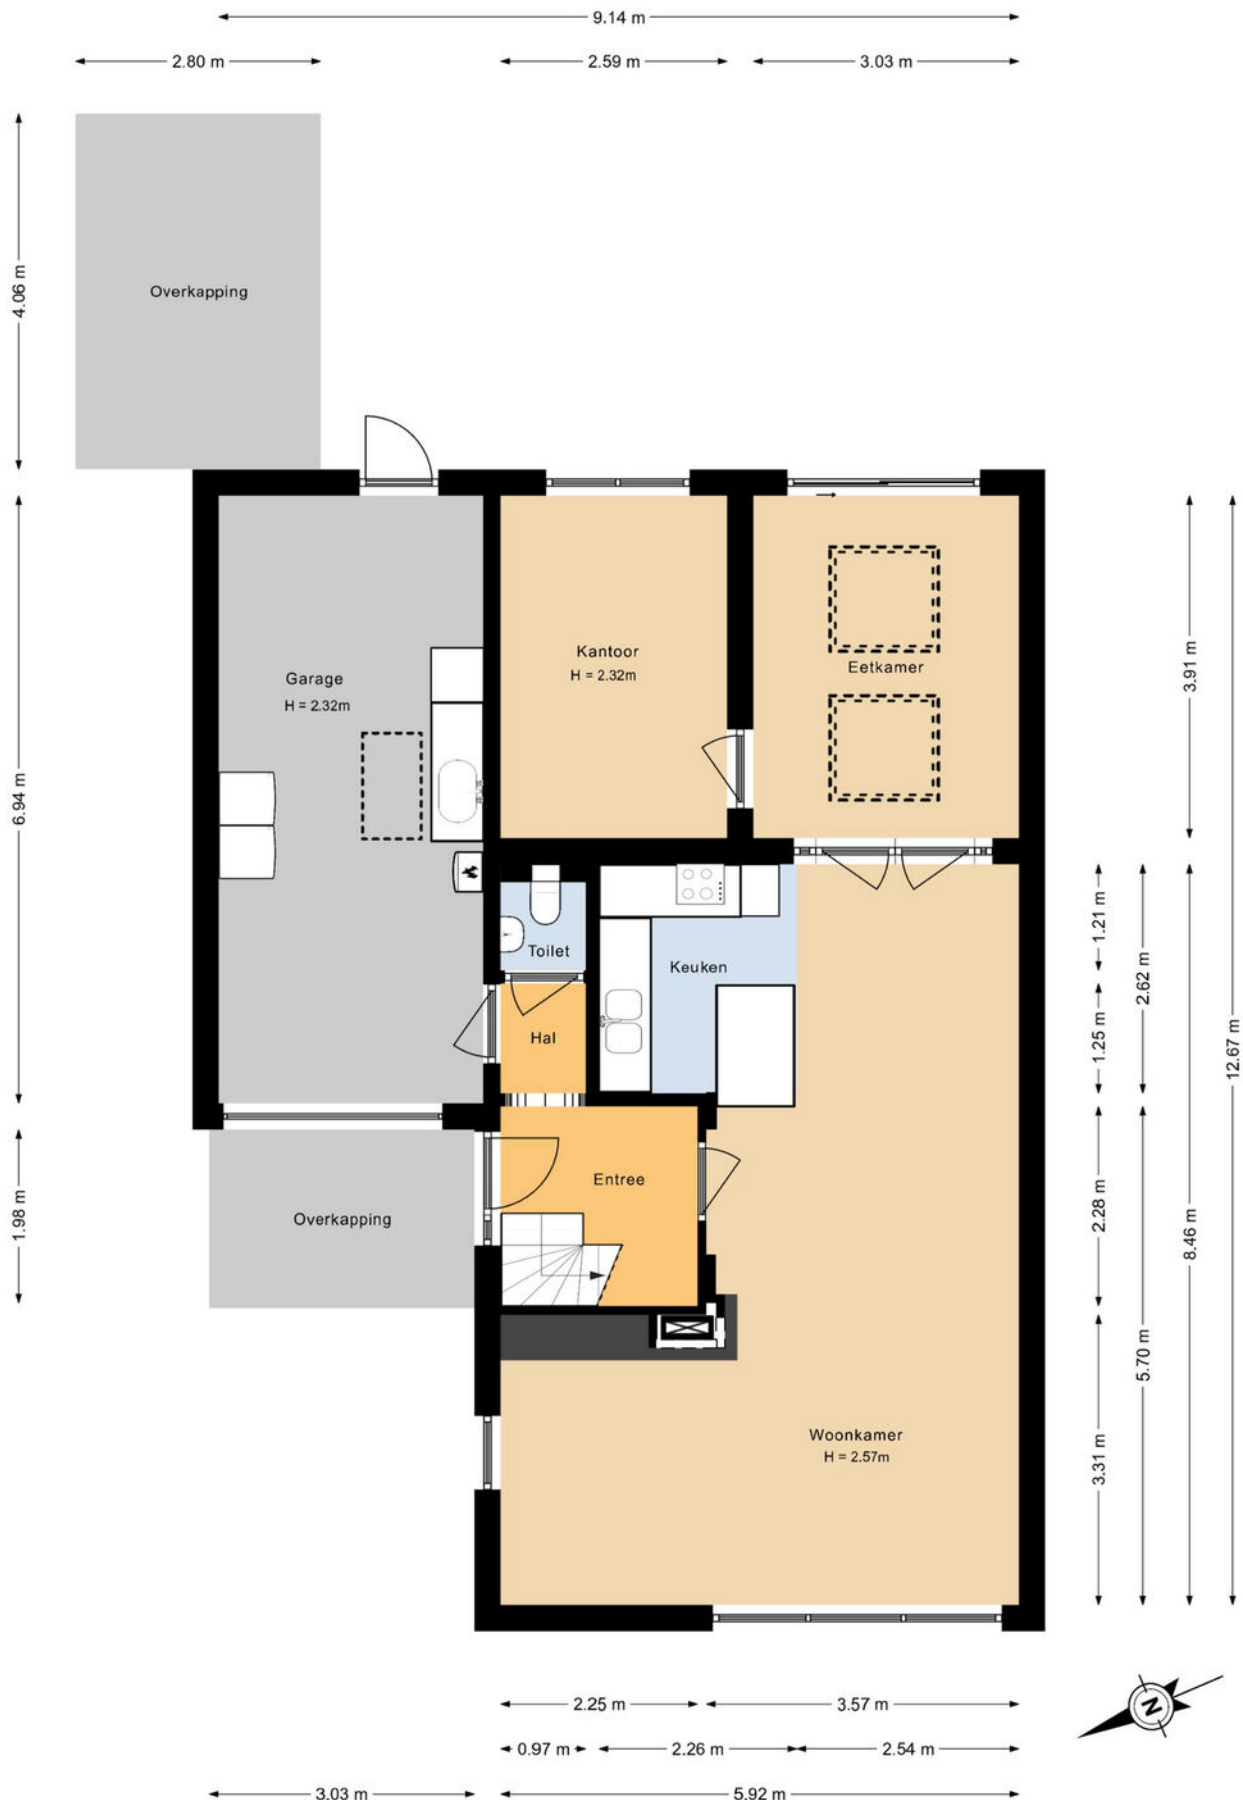 9.14 m
2.80 m
2.59 m
3.03 m
4.06 m
Overkapping
Kantoor
H = 2.32m
Eetkamer
3.91 m
Garage
H = 2.32m
6.94 m
1.21 m
Toilet
Keuken
2.62 m
Hal
1.25 m
12.67 m
Entree
Overkapping
1.98 m
2.28 m
8.46 m
5.70 m
Woonkamer
H = 2.57m
3.31 m
N
2.25 m
3.57 m
0.97 m
2.26 m
2.54 m
3.03 m
5.92 m